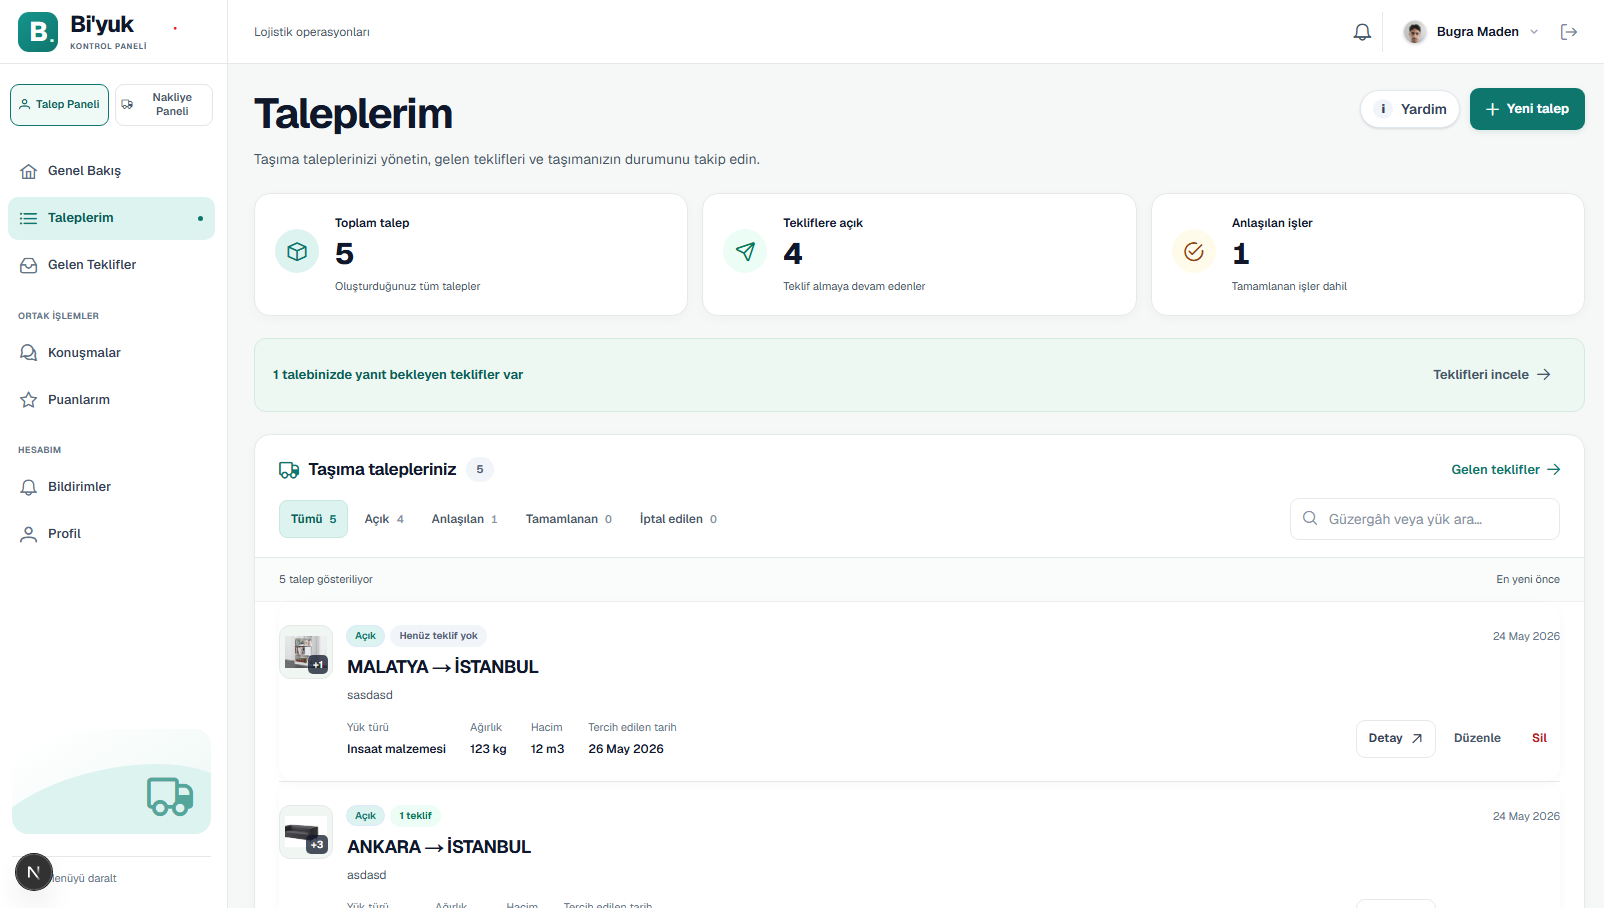 B.
Bi'yuk
KONTROL PANELİ
Lojistik operasyonları
Bugra Maden
Talep Paneli
Nakliye
Paneli
Genel Bakış
Taleplerim
Gelen Teklifler
ORTAK İŞLEMLER
Konuşmalar
Puanlarım
HESABIM
Bildirimler
Profil
N
enüyü daralt
Taleplerim
Taşıma taleplerinizi yönetin, gelen teklifleri ve taşımanızın durumunu takip edin.
i Yardim
Yeni talep
Toplam talep
5
Oluşturduğunuz tüm talepler
Tekliflere açık
4
Teklif almaya devam edenler
Anlaşılan işler
1
Tamamlanan işler dahil
1 talebinizde yanıt bekleyen teklifler var
Teklifleri incele →
Taşıma talepleriniz 5
Gelen teklifler →
Tümü 5 Açık 4 Anlaşılan 1 Tamamlanan 0 İptal edilen 0
Güzergâh veya yük ara...
5 talep gösteriliyor
En yeni önce
+1
Açık Henüz teklif yok
24 May 2026
MALATYA → İSTANBUL
sasdasd
Yük türü Ağırlık Hacim Tercih edilen tarih
Insaat malzemesi 123 kg 12 m3 26 May 2026
Detay Düzenle Sil
+3
Açık 1 teklif
24 May 2026
ANKARA → İSTANBUL
asdasd
Yük türü Ağırlık Hacim Tercih edilen tarih